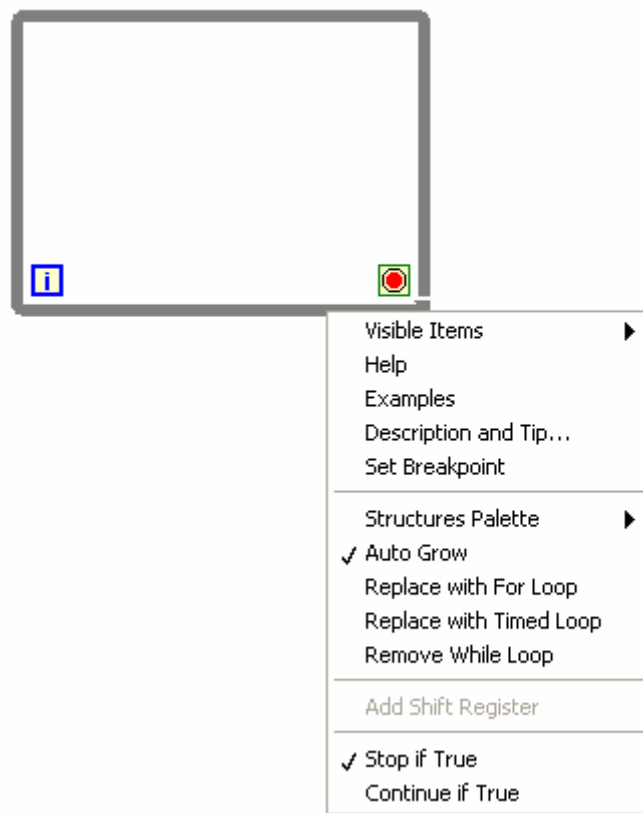 i
Visible Items
Help
Examples
Description and Tip...
Set Breakpoint
Structures Palette
Auto Grow
Replace with For Loop
Replace with Timed Loop
Remove While Loop
Add Shift Register
Stop if True
Continue if True